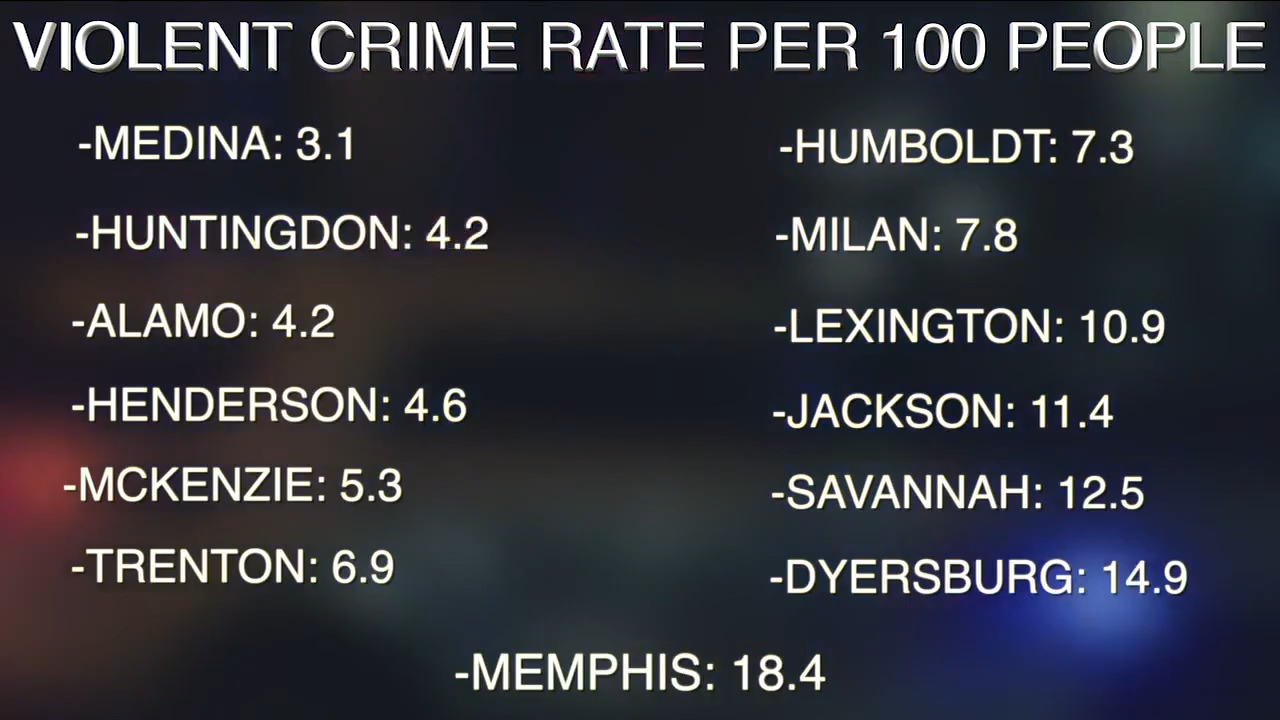 VIOLENT CRIME RATE PER 100 PEOPLE
-MEDINA: 3.1
-HUNTINGDON: 4.2
-ALAMO: 4.2
-HENDERSON: 4.6
-MCKENZIE: 5.3
-TRENTON: 6.9
-HUMBOLDT: 7.3
-MILAN: 7.8
-LEXINGTON: 10.9
-JACKSON: 11.4
-SAVANNAH: 12.5
-DYERSBURG: 14.9
-MEMPHIS: 18.4